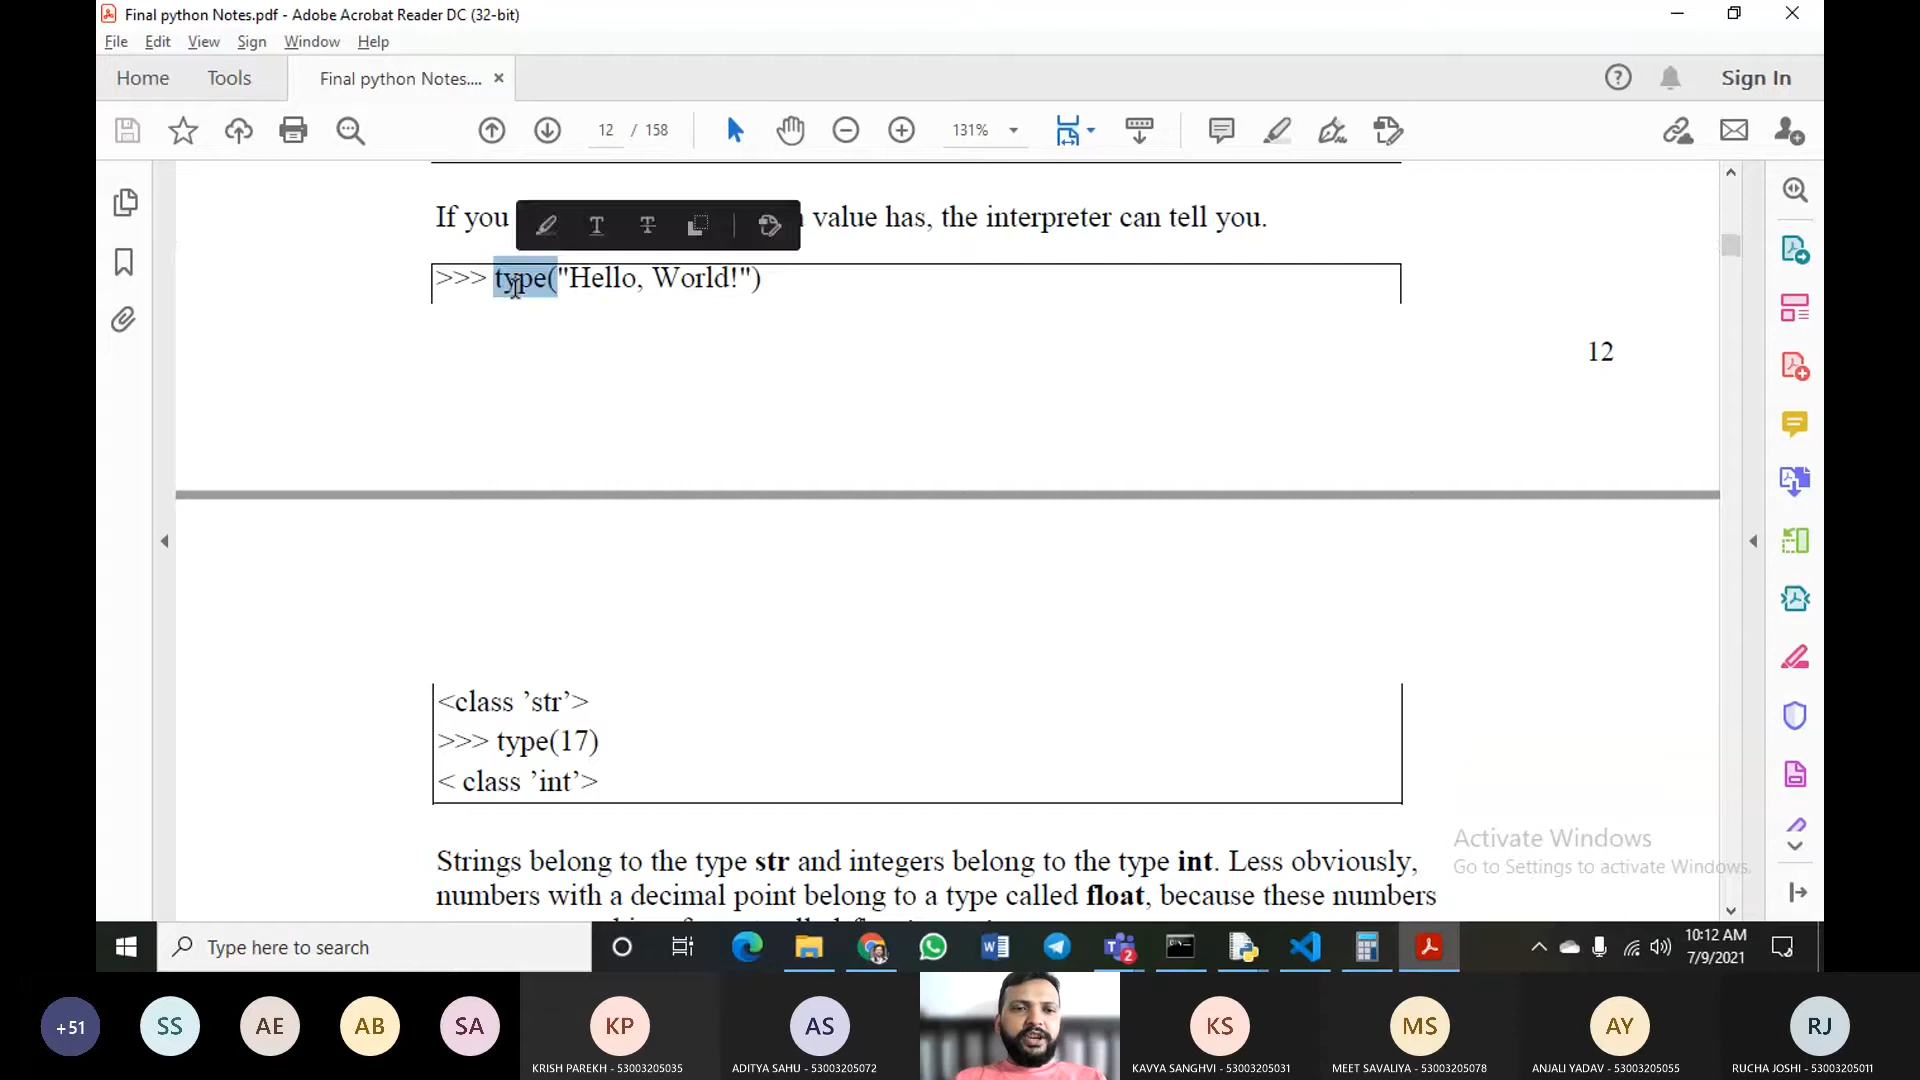 Final python Notes.pdf - Adobe Acrobat Reader DC (32-bit)
File Edit View Sign Window Help
Home Tools Final python Notes.... × Sign In
12 / 158 131%
If you value has, the interpreter can tell you.
>>> type("Hello, World!")
12
<class ’str’>
>>> type(17)
< class ’int’>
Strings belong to the type str and integers belong to the type int. Less obviously,
numbers with a decimal point belong to a type called float, because these numbers
Activate Windows
Go to Settings to activate Windows.
Type here to search
2
10:12 AM
7/9/2021
+51 SS AE AB SA KP AS KS MS AY RJ
KRISH PAREKH - 53003205035 ADITYA SAHU - 53003205072 KAVYA SANGHVI - 53003205031 MEET SAVALIYA - 53003205078 ANJALI YADAV - 53003205055 RUCHA JOSHI - 53003205011